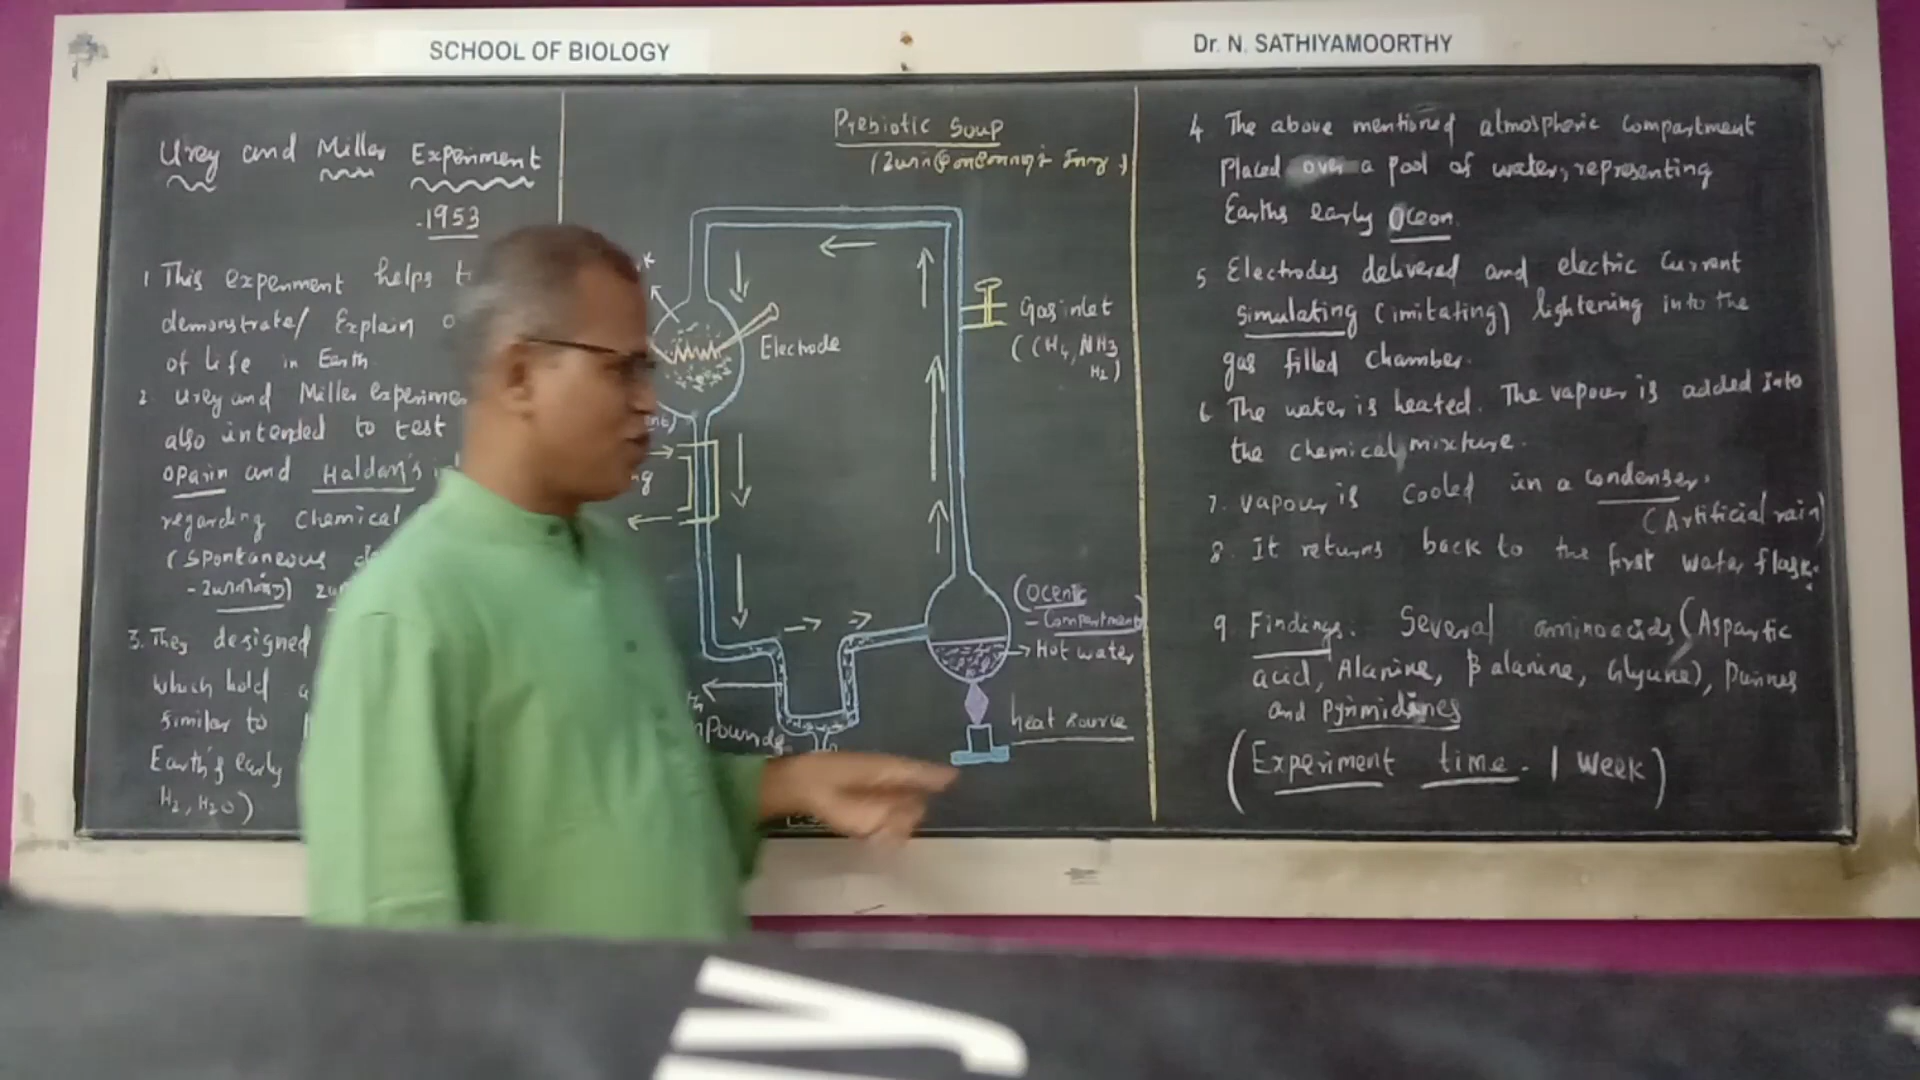 SCHOOL OF BIOLOGY
Dr. N. SATHIYAMOORTHY
Urey and Miller Experiment
-1953
1 This experiment helps t
demonstrate/ Explain o
of life in Earth.
2. Urey and Miller experime
also intended to test
oparin and Haldan's
regarding chemical
(Spontaneous
3. They designed
which hold a
similar to
Earth's early
H2, H2O)
Prebiotic Soup
Electrode
Gas inlet
(CH4, NH3
H2)
(Ocenic
- Compartment
Hot water
heat source
mpounds
4 The above mentioned atmospheric compartment
Placed over a pool of water, representing
Earths early Ocean.
5 Electrodes delivered and electric current
simulating (imitating) lightening into the
gas filled chamber.
6 The water is heated. The vapour is added into
the chemical mixture.
7. vapour is cooled in a condenser.
(Artificial rain)
8. It returns back to the first water flask.
9. Findings. Several aminoacids (Aspartic
acid, Alanine, β alanine, Glycine), Purines
and pyrimidines
(Experiment time - 1 week)